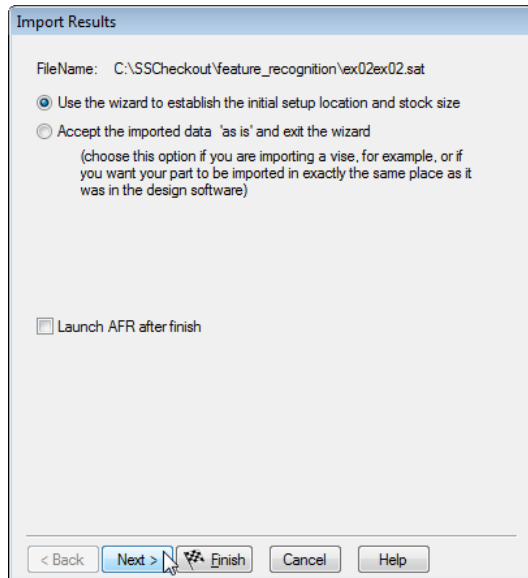 Import Results
FileName: C:\SSCheckout\feature_recognition\ex02ex02.sat
Use the wizard to establish the initial setup location and stock size
Accept the imported data 'as is' and exit the wizard
(choose this option if you are importing a vise, for example, or if
you want your part to be imported in exactly the same place as it
was in the design software)
Launch AFR after finish
< Back Next > Finish Cancel Help